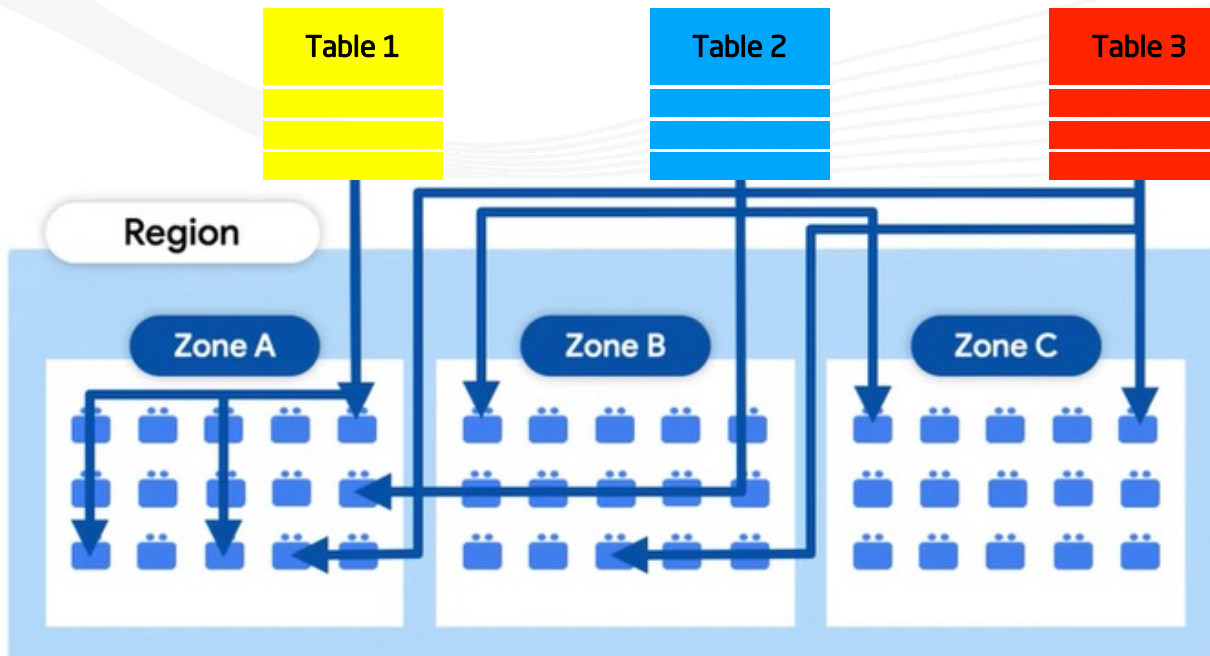 Table 1
Table 2
Table 3
Region
Zone A
Zone B
Zone C